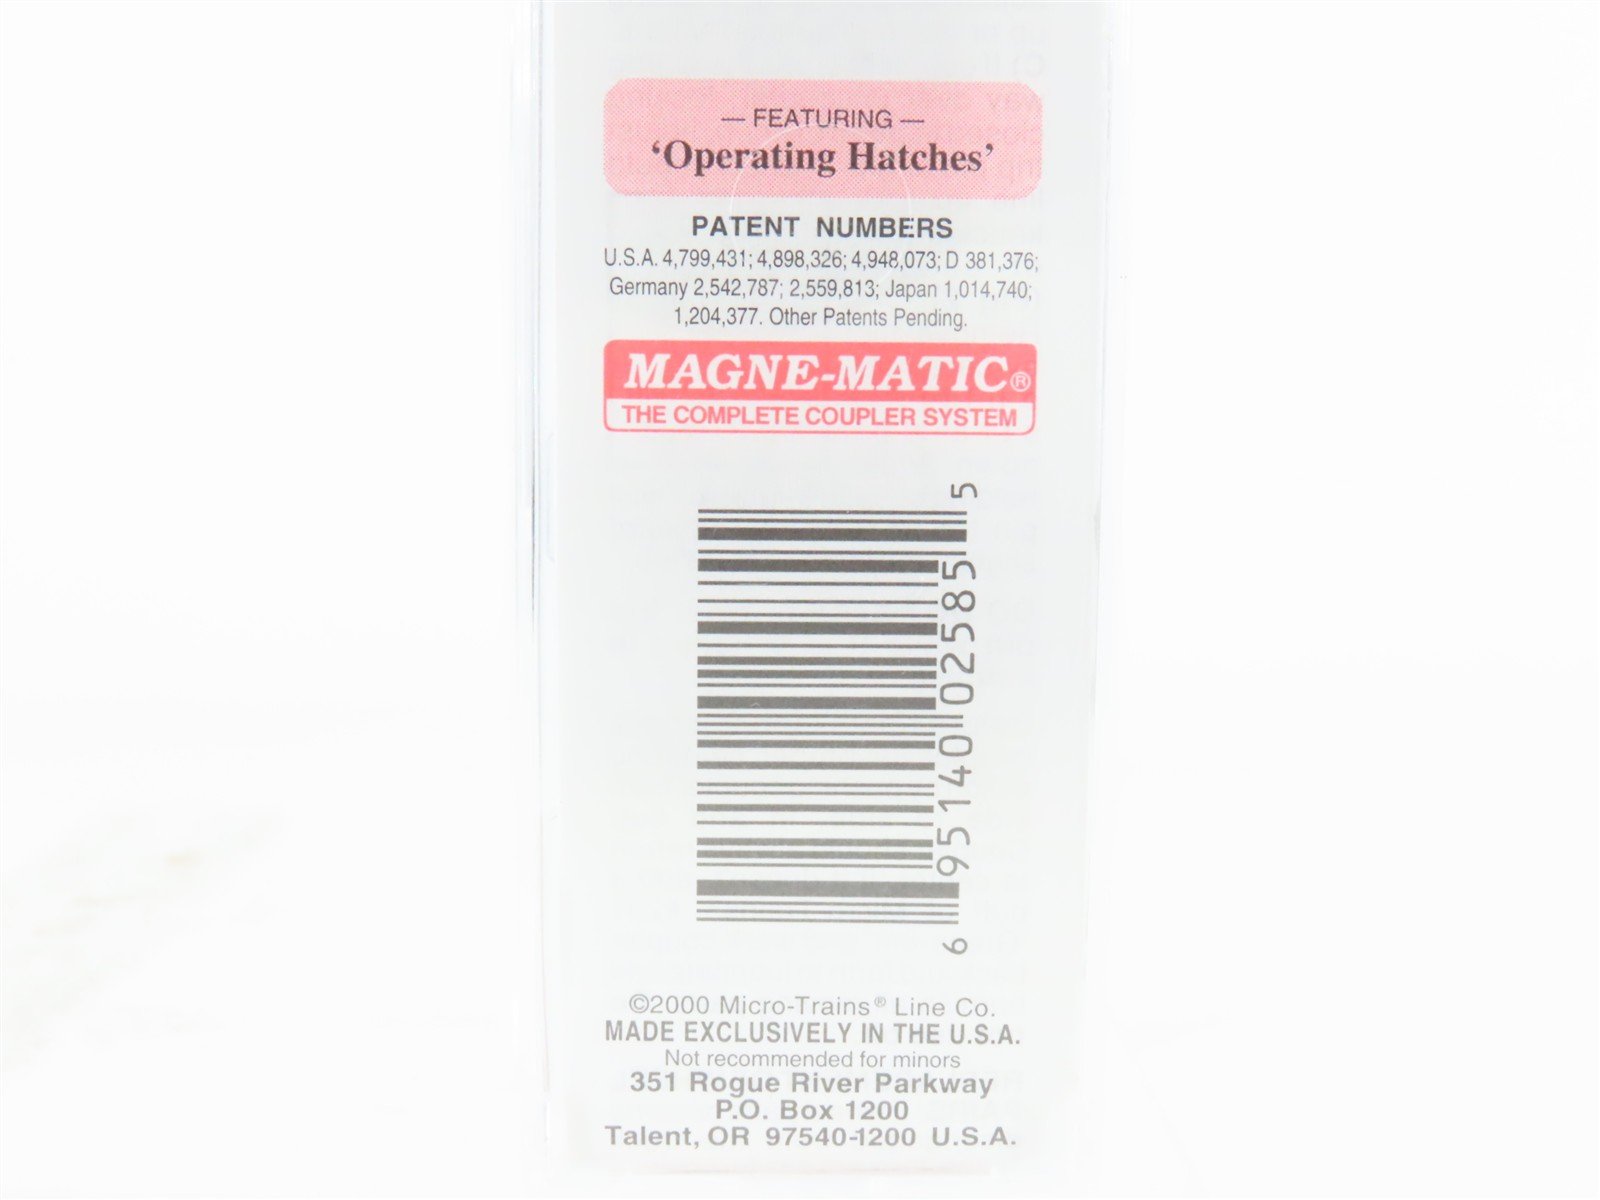 — FEATURING —
‘Operating Hatches’
PATENT NUMBERS
U.S.A. 4,799,431; 4,898,326; 4,948,073; D 381,376;
Germany 2,542,787; 2,559,813; Japan 1,014,740;
1,204,377. Other Patents Pending.
MAGNE-MATIC®
THE COMPLETE COUPLER SYSTEM
6 95140 02585 5
©2000 Micro-Trains® Line Co.
MADE EXCLUSIVELY IN THE U.S.A.
Not recommended for minors
351 Rogue River Parkway
P.O. Box 1200
Talent, OR 97540-1200 U.S.A.